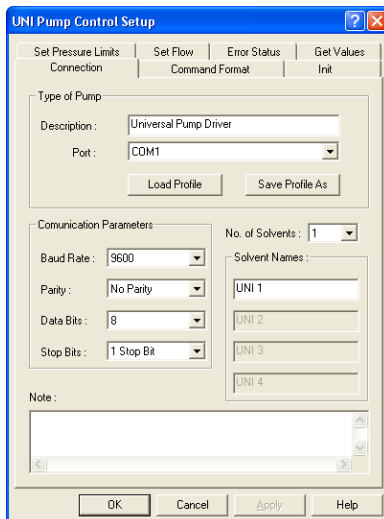 UNI Pump Control Setup
Set Pressure Limits Set Flow Error Status Get Values
Connection Command Format Init
Type of Pump
Description : Universal Pump Driver
Port : COM1
Load Profile Save Profile As
Comunication Parameters
No. of Solvents : 1
Baud Rate : 9600
Solvent Names :
Parity : No Parity
UNI 1
Data Bits : 8
UNI 2
Stop Bits : 1 Stop Bit
UNI 3
UNI 4
Note :
OK Cancel Apply Help